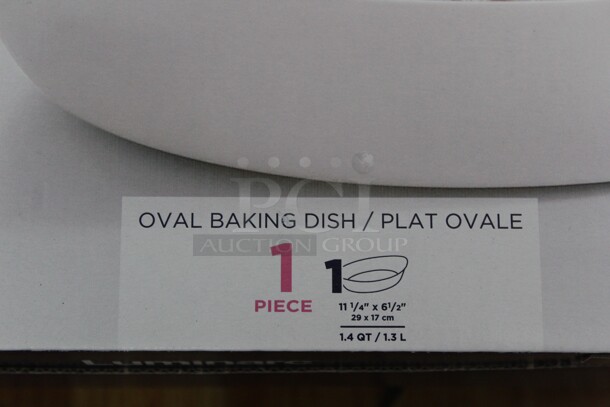 PCI
AUCTION GROUP
OVAL BAKING DISH / PLAT OVALE
1
PIECE
1
11 1/4" x 6 1/2"
29 x 17 cm
1.4 QT / 1.3 L